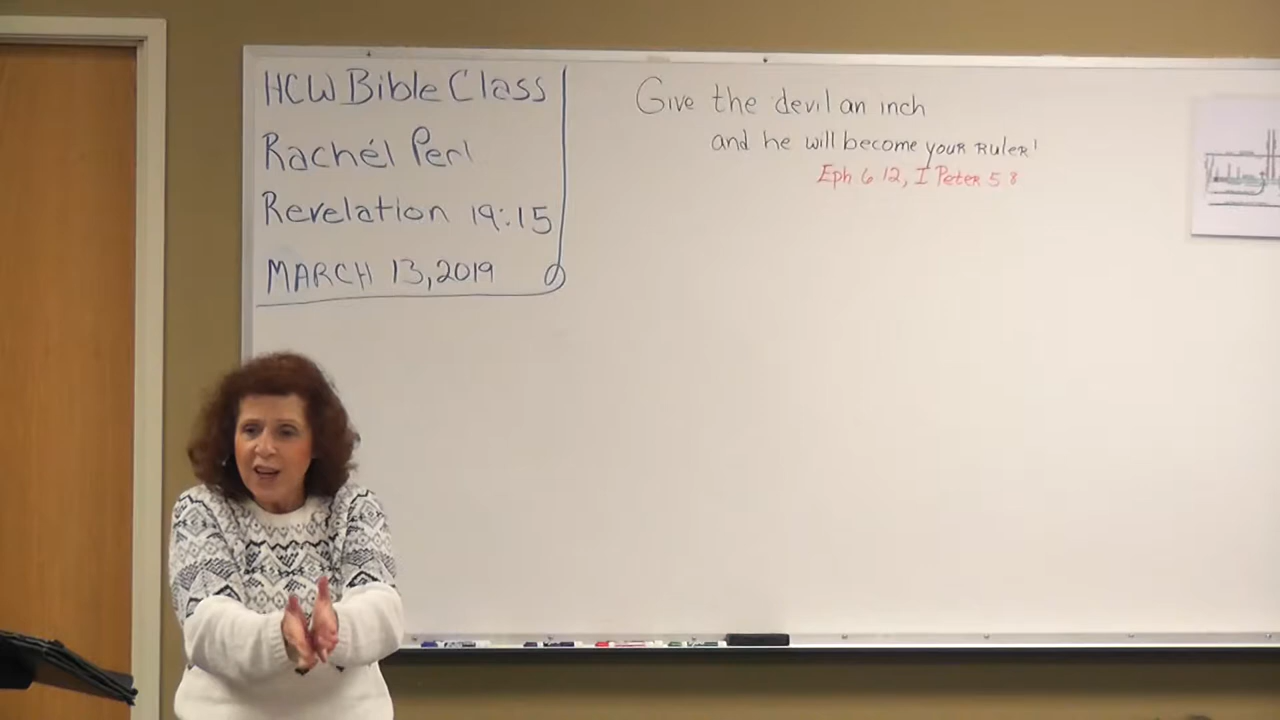 HCW Bible Class
Rachél Perl
Revelation 19:15
MARCH 13, 2019
Give the devil an inch
and he will become your ruler!
Eph 6 12, I Peter 5 8